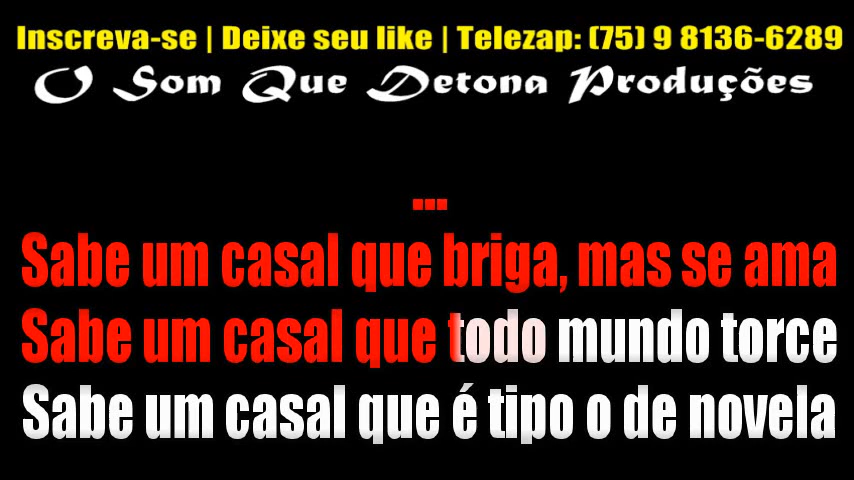 Inscreva-se | Deixe seu like | Telezap: (75) 9 8136-6289
O Som Que Detona Produções
...
Sabe um casal que briga, mas se ama
Sabe um casal que todo mundo torce
Sabe um casal que é tipo o de novela